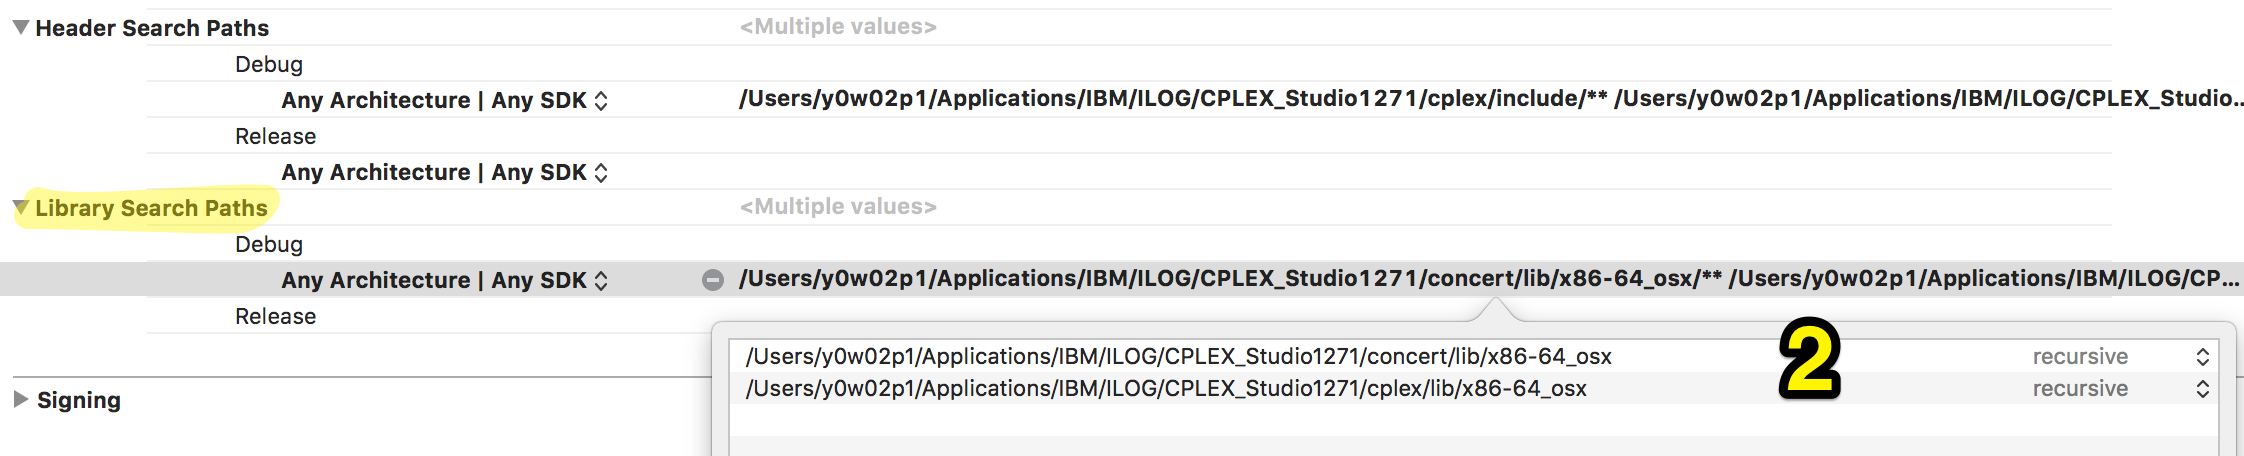 Header Search Paths <Multiple values>
Debug
Any Architecture | Any SDK /Users/y0w02p1/Applications/IBM/ILOG/CPLEX_Studio1271/cplex/include/** /Users/y0w02p1/Applications/IBM/ILOG/CPLEX_Studio...
Release
Any Architecture | Any SDK
Library Search Paths <Multiple values>
Debug
Any Architecture | Any SDK /Users/y0w02p1/Applications/IBM/ILOG/CPLEX_Studio1271/concert/lib/x86-64_osx/** /Users/y0w02p1/Applications/IBM/ILOG/CP...
Release
/Users/y0w02p1/Applications/IBM/ILOG/CPLEX_Studio1271/concert/lib/x86-64_osx recursive
2
/Users/y0w02p1/Applications/IBM/ILOG/CPLEX_Studio1271/cplex/lib/x86-64_osx recursive
Signing